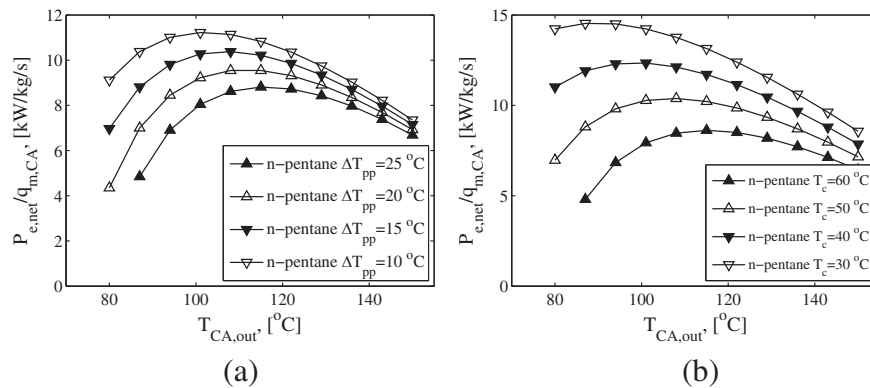 12
10
8
6
4
2
0
P_e,net/q_m,CA, [kW/kg/s]
n−pentane ΔT_pp=25 °C
n−pentane ΔT_pp=20 °C
n−pentane ΔT_pp=15 °C
n−pentane ΔT_pp=10 °C
80 100 120 140
T_CA,out, [°C]
(a)
15
10
5
0
P_e,net/q_m,CA, [kW/kg/s]
n−pentane T_c=60 °C
n−pentane T_c=50 °C
n−pentane T_c=40 °C
n−pentane T_c=30 °C
80 100 120 140
T_CA,out, [°C]
(b)